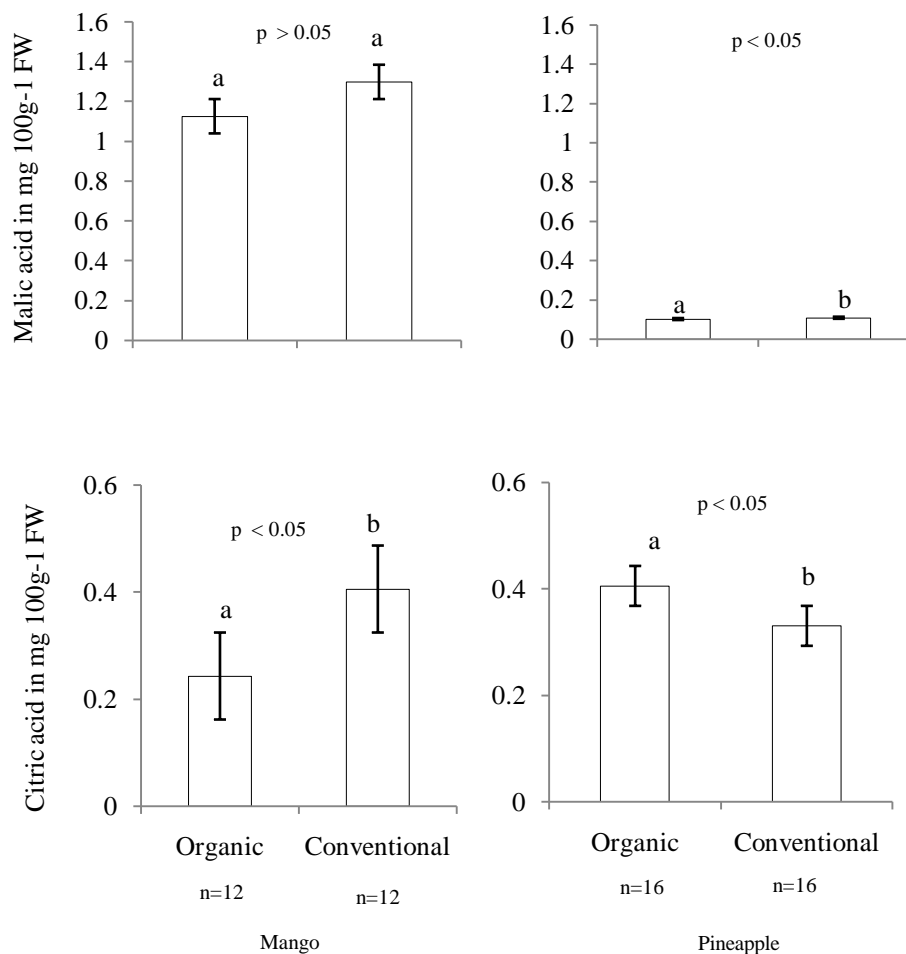 Malic acid in mg 100g-1 FW
1.6
1.4
1.2
1
0.8
0.6
0.4
0.2
0
p > 0.05
a
a
1.6
1.4
1.2
1
0.8
0.6
0.4
0.2
0
p < 0.05
a
b
Citric acid in mg 100g-1 FW
0.6
0.4
0.2
0
p < 0.05
a
b
Organic
Conventional
n=12
n=12
Mango
0.6
0.4
0.2
0
p < 0.05
a
b
Organic
Conventional
n=16
n=16
Pineapple